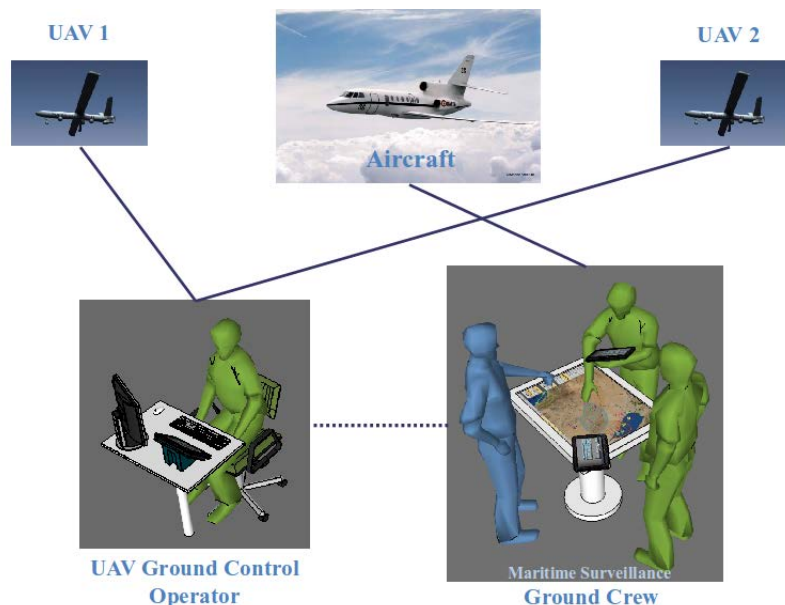 UAV 1
UAV 2
Aircraft
UAV Ground Control
Operator
Maritime Surveillance
Ground Crew